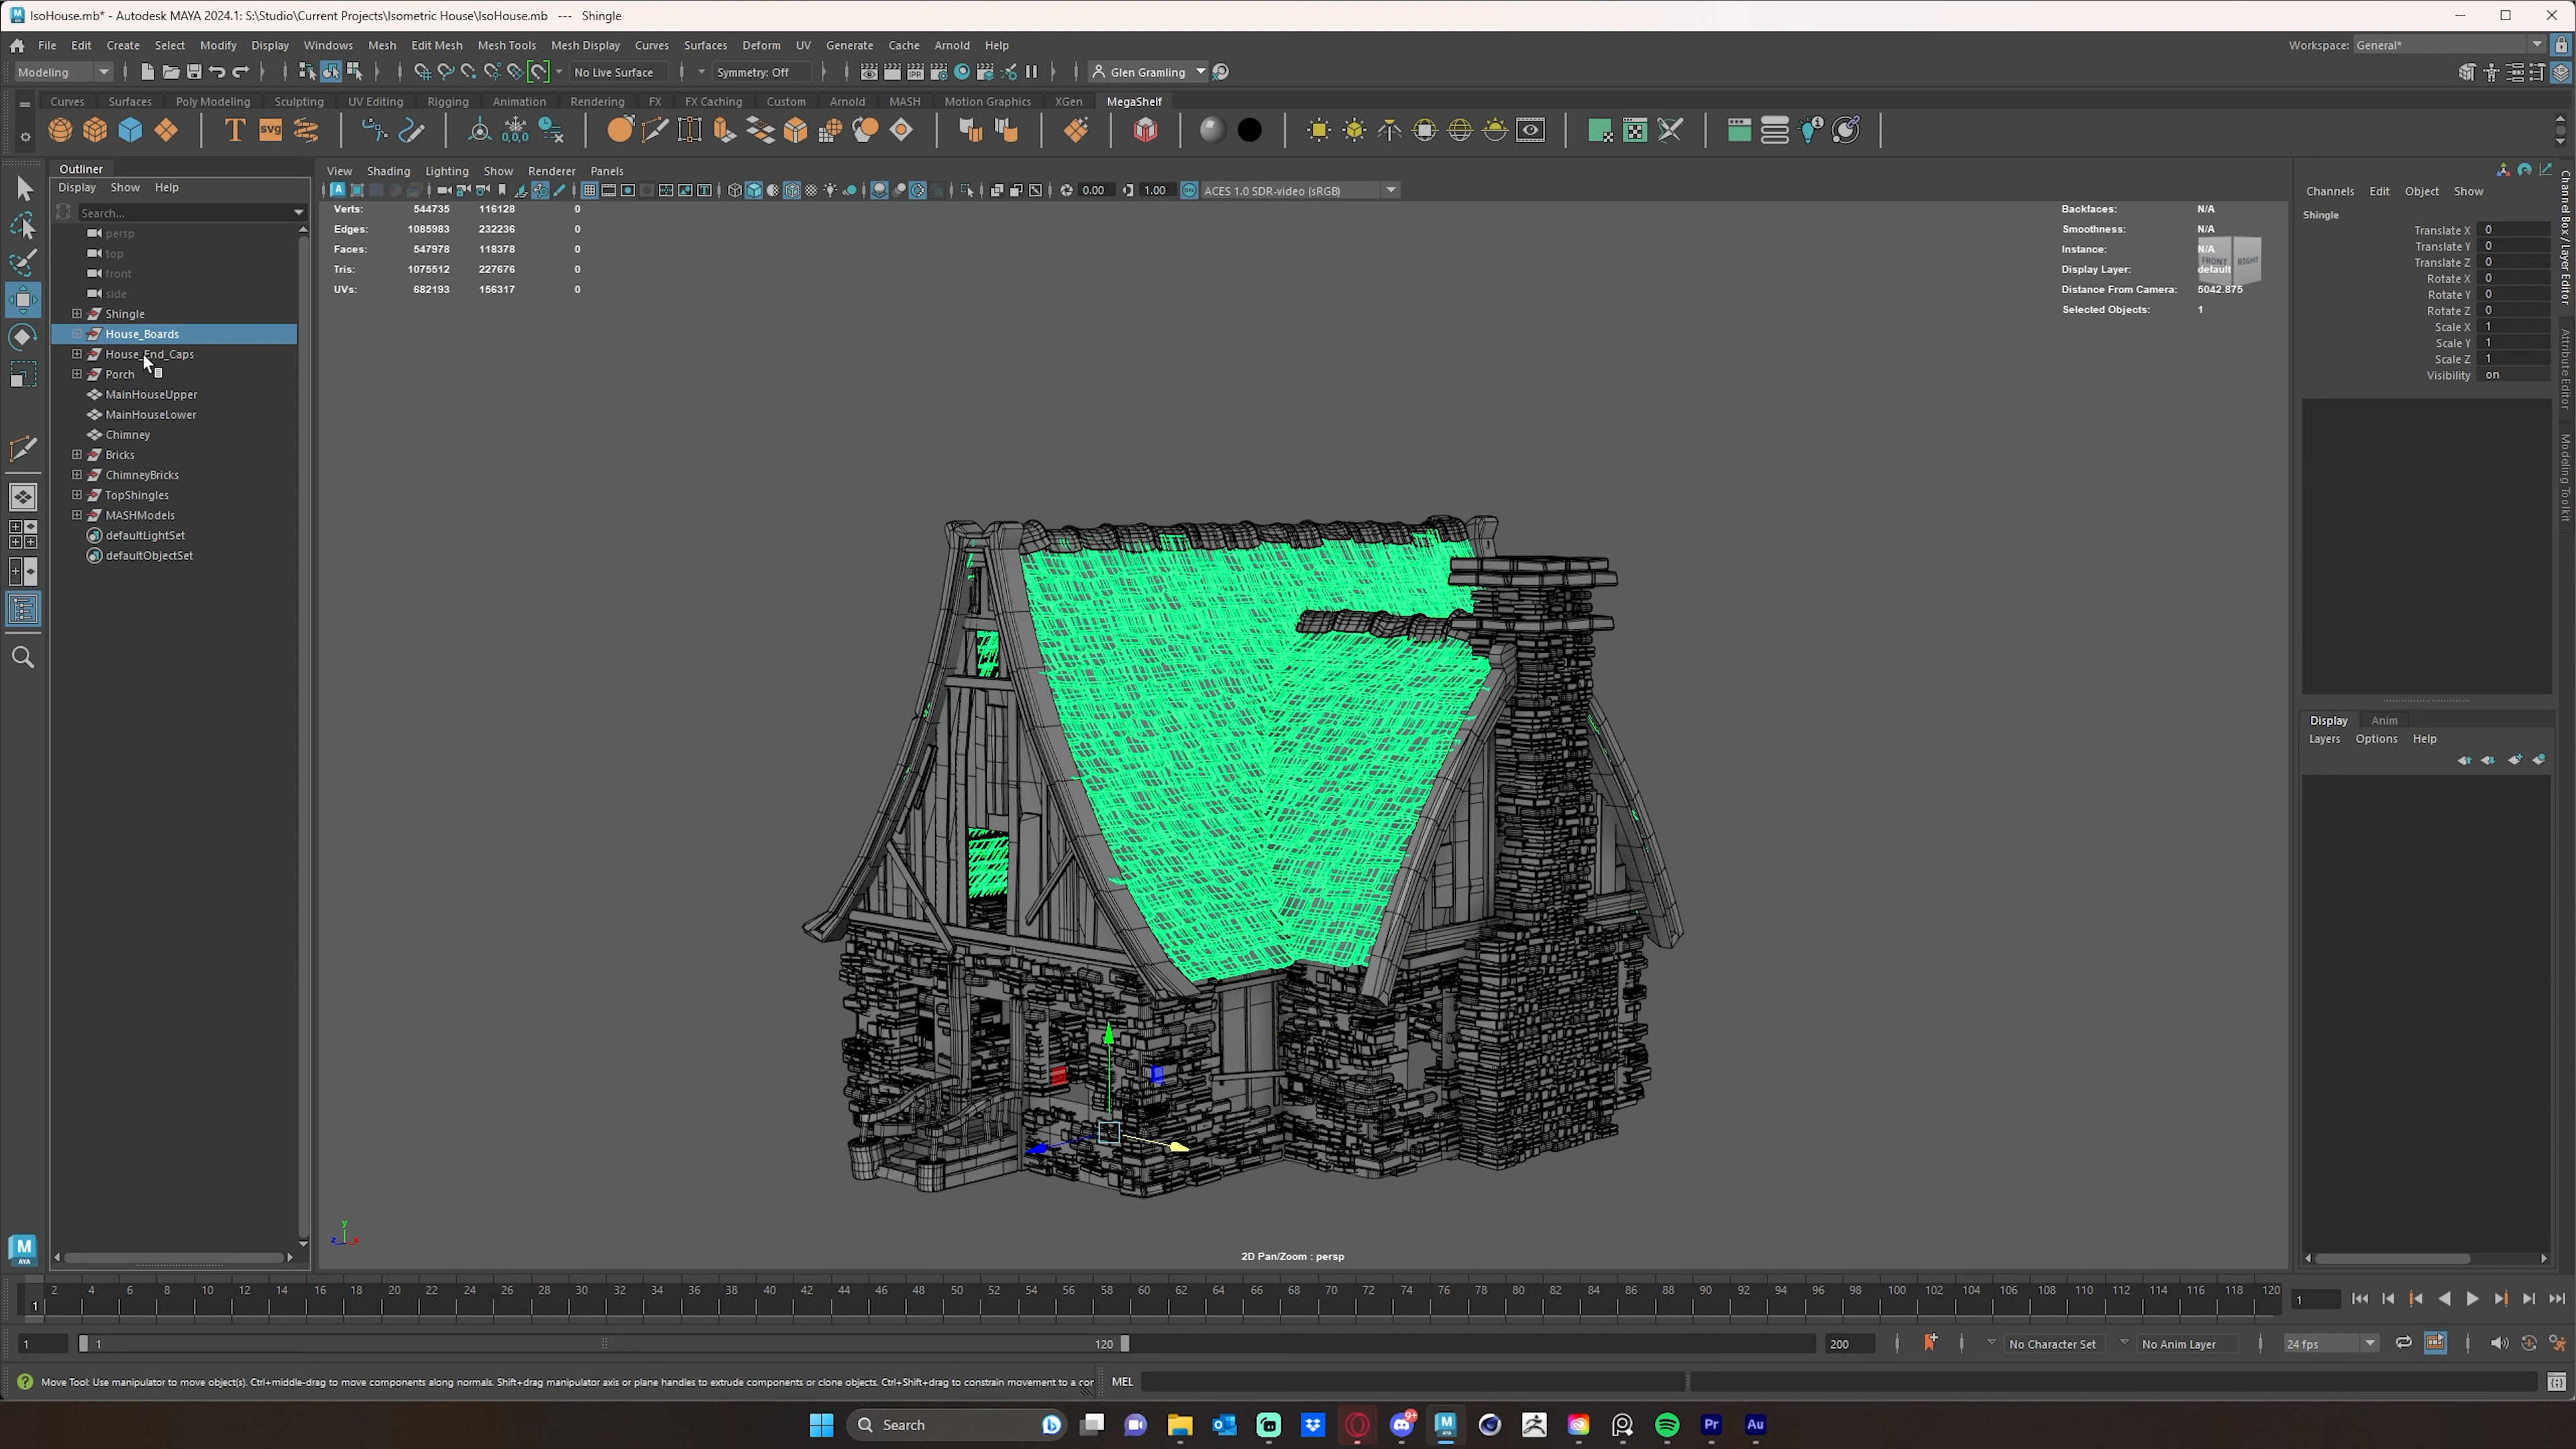 IsoHouse.mb* - Autodesk MAYA 2024.1: S:\Studio\Current Projects\Isometric House\IsoHouse.mb --- Shingle
File Edit Create Select Modify Display Windows Mesh Edit Mesh Mesh Tools Mesh Display Curves Surfaces Deform UV Generate Cache Arnold Help
Workspace: General*
Modeling
No Live Surface
Symmetry: Off
Glen Gramling
Curves Surfaces Poly Modeling Sculpting UV Editing Rigging Animation Rendering FX FX Caching Custom Arnold MASH Motion Graphics XGen MegaShelf
Outliner
Display Show Help
Search...
persp
top
front
side
Shingle
House_Boards
House_End_Caps
Porch
MainHouseUpper
MainHouseLower
Chimney
Bricks
ChimneyBricks
TopShingles
MASHModels
defaultLightSet
defaultObjectSet
View Shading Lighting Show Renderer Panels
0.00 1.00 ACES 1.0 SDR-video (sRGB)
Verts: 544735 116128 0
Edges: 1085983 232236 0
Faces: 547978 118378 0
Tris: 1075512 227676 0
UVs: 682193 156317 0
Backfaces: N/A
Smoothness: N/A
Instance: N/A
Display Layer: default
Distance From Camera: 5042.875
Selected Objects: 1
FRONT RIGHT
2D Pan/Zoom : persp
y
z x
Channels Edit Object Show
Shingle
Translate X 0
Translate Y 0
Translate Z 0
Rotate X 0
Rotate Y 0
Rotate Z 0
Scale X 1
Scale Y 1
Scale Z 1
Visibility on
Channel Box / Layer Editor
Attribute Editor
Modeling Toolkit
Display Anim
Layers Options Help
2 4 6 8 10 12 14 16 18 20 22 24 26 28 30 32 34 36 38 40 42 44 46 48 50 52 54 56 58 60 62 64 66 68 70 72 74 76 78 80 82 84 86 88 90 92 94 96 98 100 102 104 106 108 110 112 114 116 118 120
1
1
1 1 120 200
No Character Set
No Anim Layer
24 fps
Move Tool: Use manipulator to move object(s). Ctrl+middle-drag to move components along normals. Shift+drag manipulator axis or plane handles to extrude components or clone objects. Ctrl+Shift+drag to constrain movement to a cor
MEL
Search
9+
Pr
Au